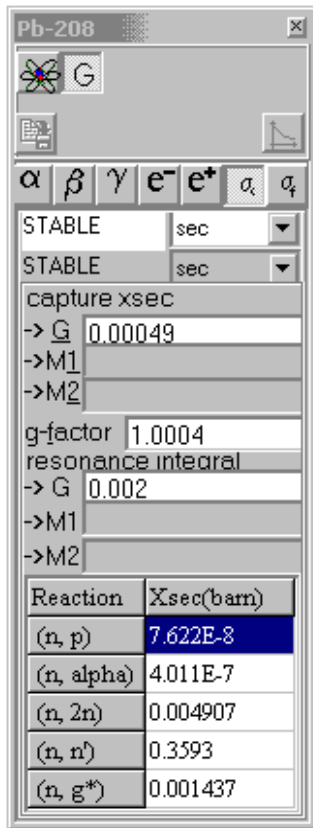 Pb-208
G
α β γ e⁻ e⁺ σc σf
STABLE sec
STABLE sec
capture xsec
-> G 0.00049
->M1
->M2
g-factor 1.0004
resonance integral
-> G 0.002
->M1
->M2
Reaction Xsec(barn)
(n, p) 7.622E-8
(n, alpha) 4.011E-7
(n, 2n) 0.004907
(n, n') 0.3593
(n, g*) 0.001437